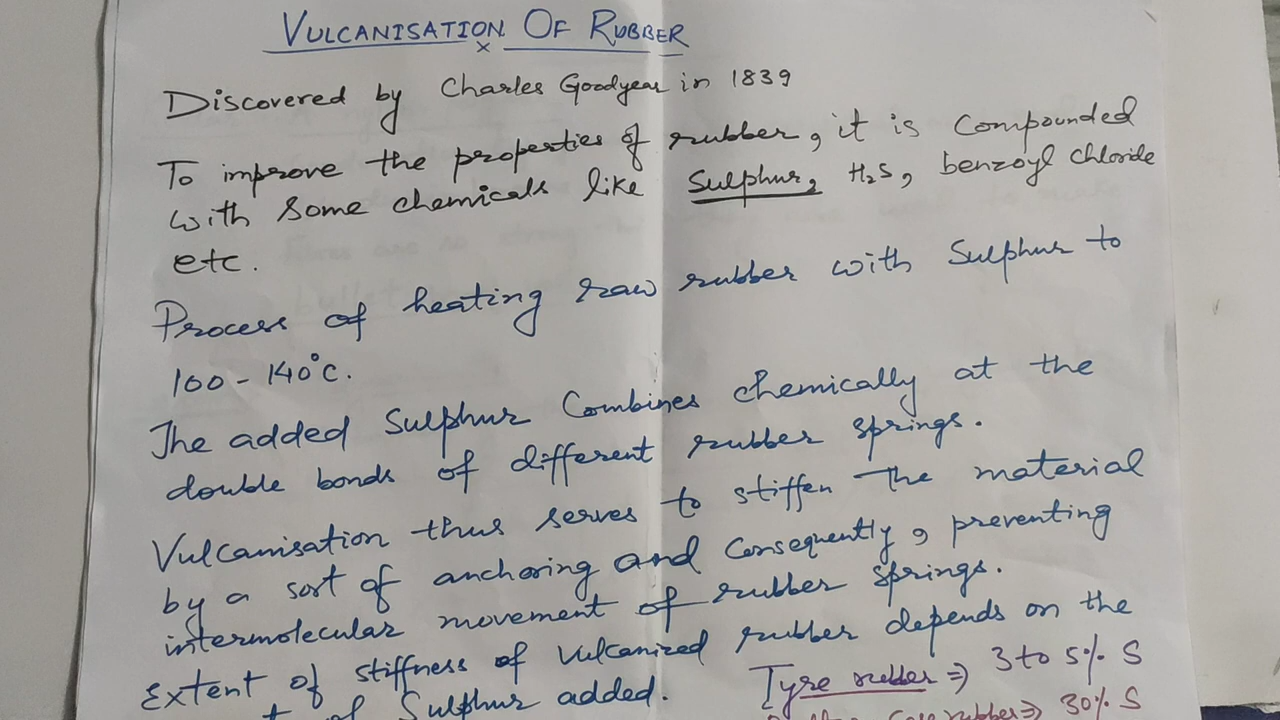 VULCANISATION OF RUBBER
x
Discovered by Charles Goodyear in 1839
To improve the properties of rubber, it is compounded
with some chemicals like Sulphur, H₂S, benzoyl chloride
etc.
Process of heating raw rubber with Sulphur to
100-140°C.
The added Sulphur Combines chemically at the
double bonds of different rubber springs.
Vulcanisation thus serves to stiffen the material
by a sort of anchoring and Consequently, preventing
intermolecular movement of rubber springs.
Extent of stiffness of vulcanized rubber depends on the
of Sulphur added.
Tyre rubber ⇒ 3 to 5% S
rubber ⇒ 30% S